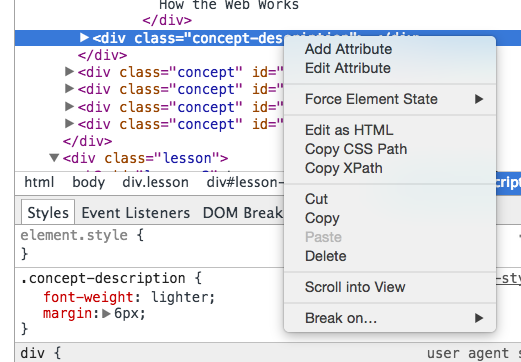 How the Web Works
</div>
▶<div class="concept-description">…</div>
</div>
▶<div class="concept" id="
▶<div class="concept" id="
▶<div class="concept" id="
▶<div class="concept" id="
</div>
▼<div class="lesson">
html body div.lesson div#lesson-
Styles Event Listeners DOM Break
element.style {
}
.concept-description {
font-weight: lighter;
margin:▶6px;
}
div {
user agent s
Add Attribute
Edit Attribute
Force Element State ▶
Edit as HTML
Copy CSS Path
Copy XPath
Cut
Copy
Paste
Delete
Scroll into View
Break on… ▶